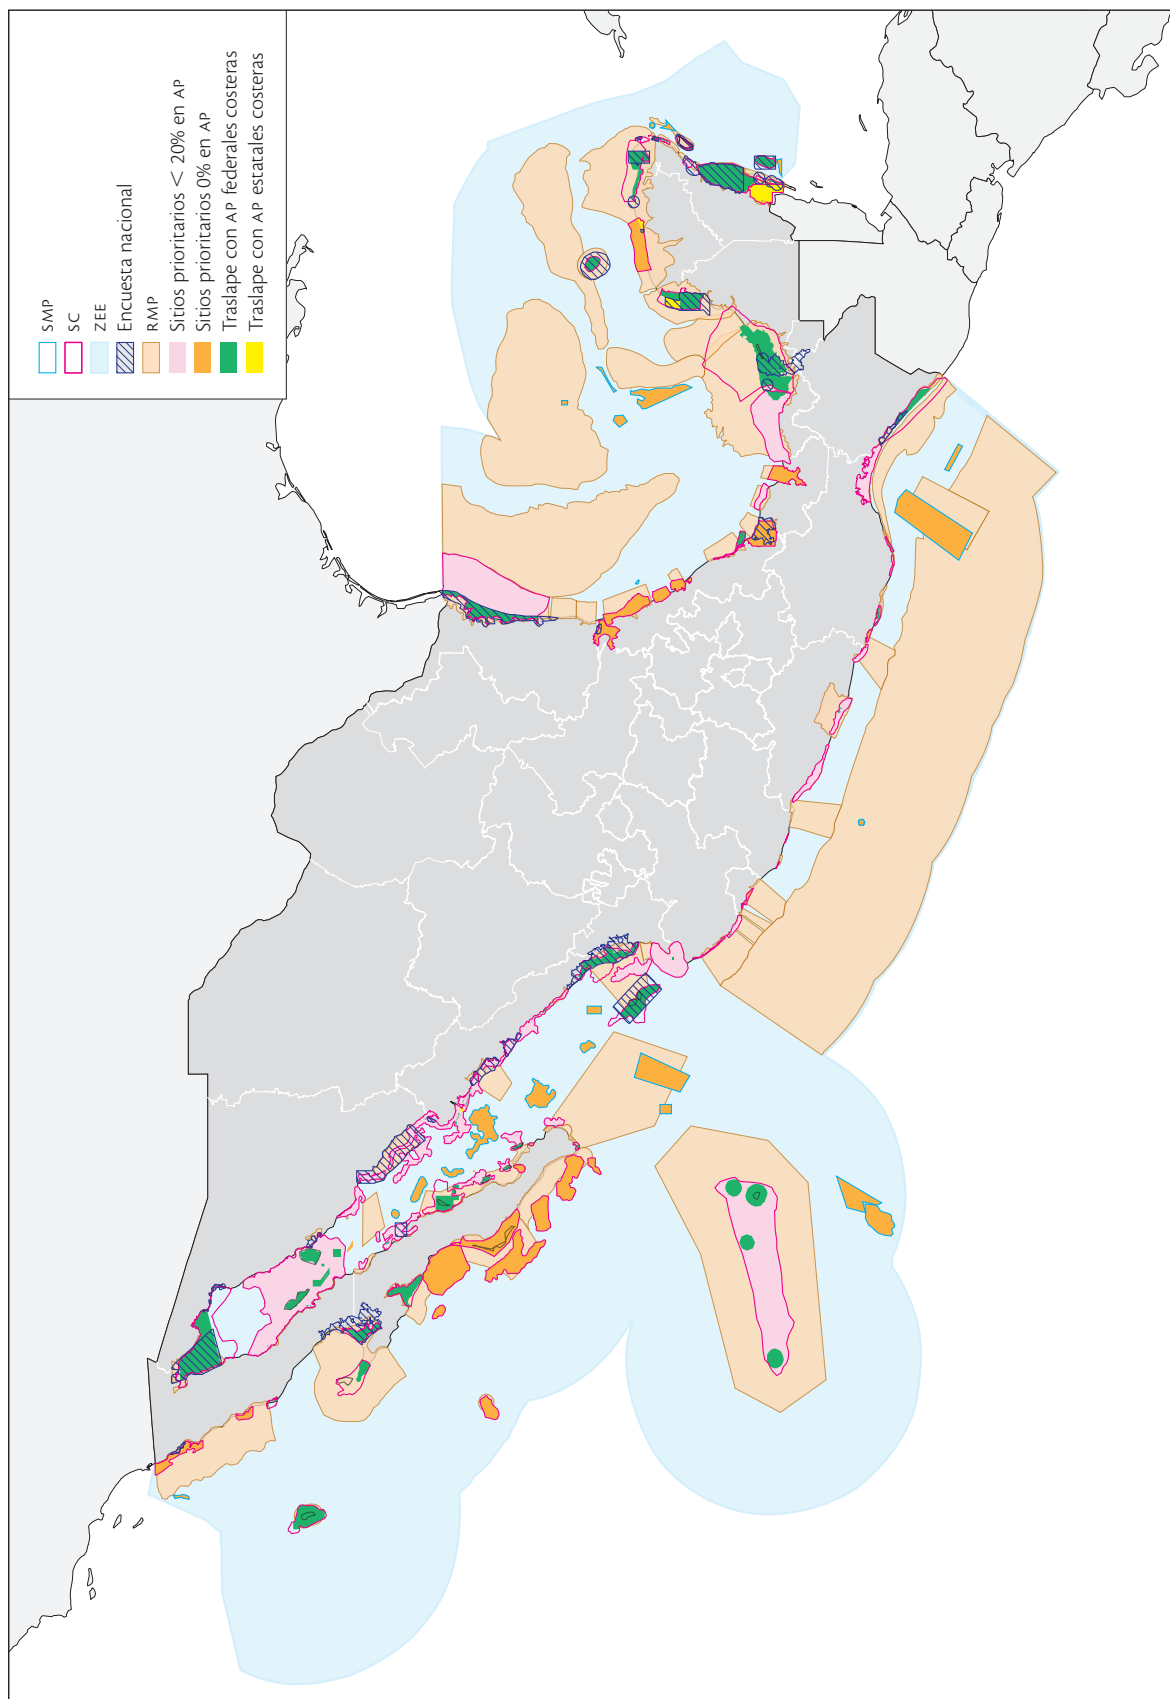 SMP
SC
ZEE
Encuesta nacional
RMP
Sitios prioritarios < 20% en AP
Sitios prioritarios 0% en AP
Traslape con AP federales costeras
Traslape con AP estatales costeras